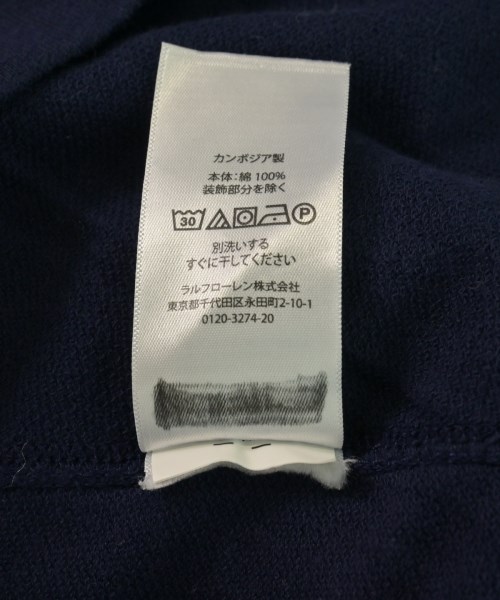 カンボジア製
本体：綿 100%
装飾部分を除く
30 P
別洗いする
すぐに干してください
ラルフローレン株式会社
東京都千代田区永田町2-10-1
0120-3274-20